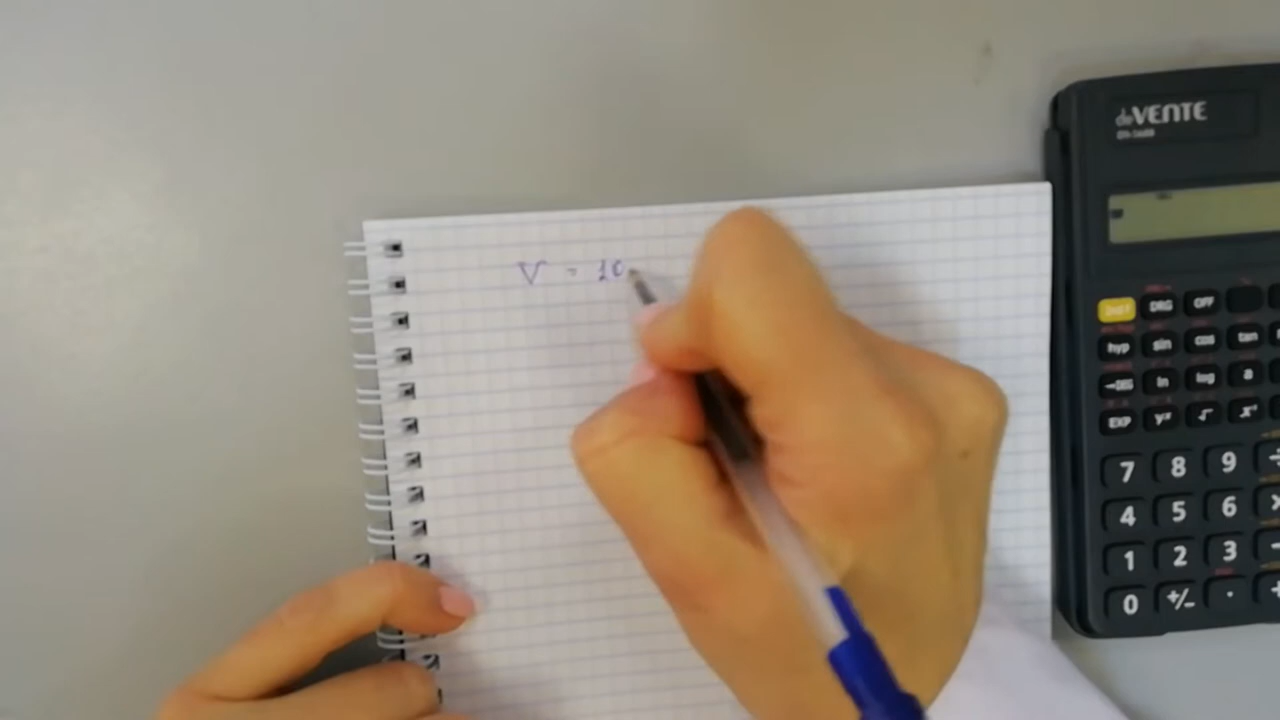 V = 10
deVENTE
DRG OFF
hyp sin cos tan
ln log a
EXP yˣ √
7 8 9 ÷
4 5 6 ×
1 2 3 −
0 +/− · +